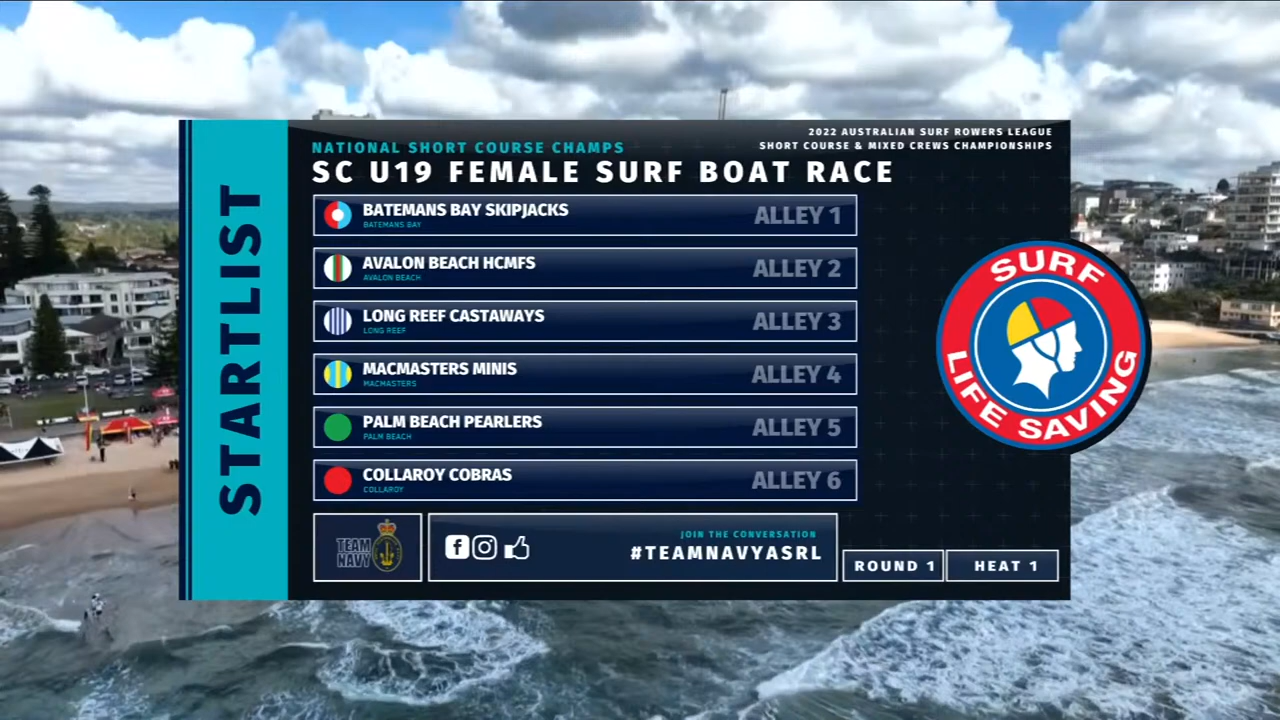 STARTLIST
2022 AUSTRALIAN SURF ROWERS LEAGUE
SHORT COURSE & MIXED CREWS CHAMPIONSHIPS
NATIONAL SHORT COURSE CHAMPS
SC U19 FEMALE SURF BOAT RACE
BATEMANS BAY SKIPJACKS ALLEY 1
BATEMANS BAY
AVALON BEACH HCMFS ALLEY 2
AVALON BEACH
LONG REEF CASTAWAYS ALLEY 3
LONG REEF
MACMASTERS MINIS ALLEY 4
MACMASTERS
PALM BEACH PEARLERS ALLEY 5
PALM BEACH
COLLAROY COBRAS ALLEY 6
COLLAROY
SURF
LIFE SAVING
TEAM
NAVY
JOIN THE CONVERSATION
#TEAMNAVYASRL
ROUND 1
HEAT 1